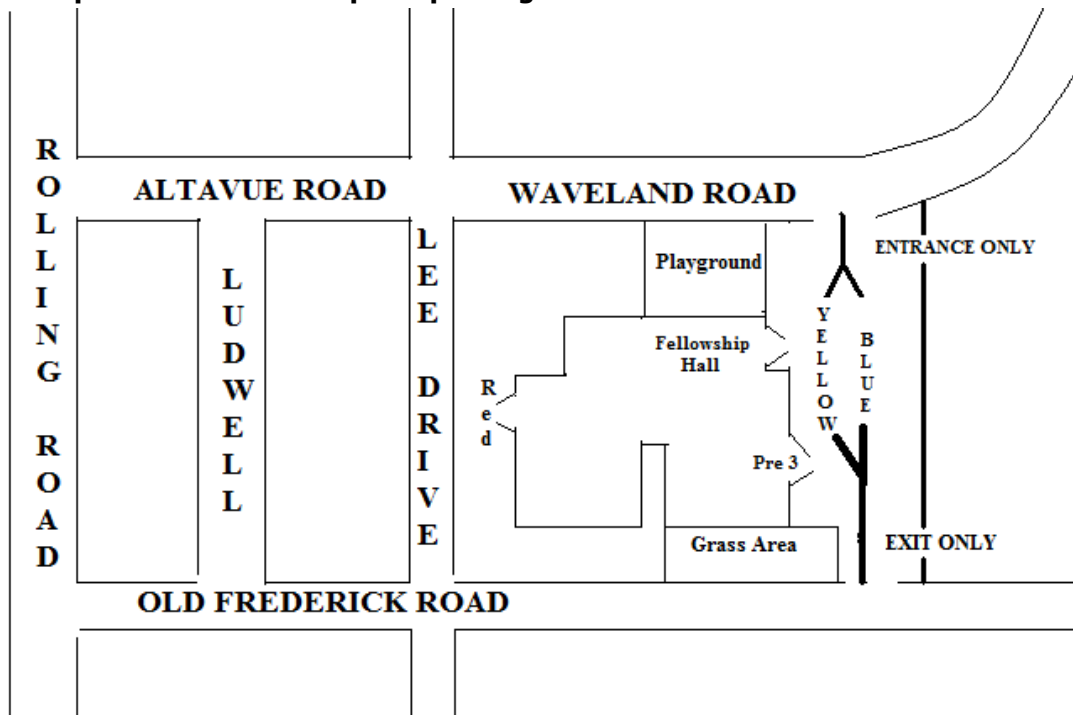 ALTAVUE ROAD
WAVELAND ROAD
ROLLING ROAD
LUDWELL
LEE DRIVE
Playground
ENTRANCE ONLY
Fellowship
Hall
YELLOW
BLUE
Red
Pre 3
Grass Area
EXIT ONLY
OLD FREDERICK ROAD